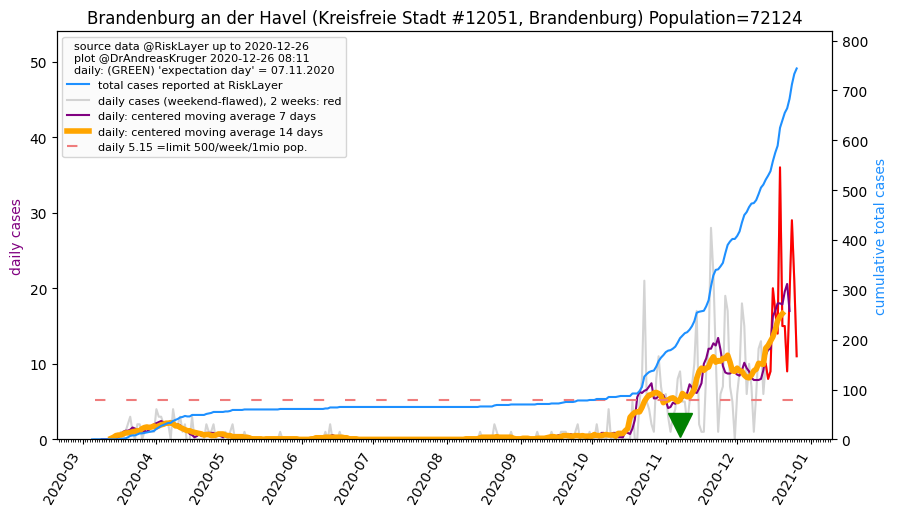 Brandenburg an der Havel (Kreisfreie Stadt #12051, Brandenburg) Population=72124
source data @RiskLayer up to 2020-12-26
plot @DrAndreasKruger 2020-12-26 08:11
daily: (GREEN) 'expectation day' = 07.11.2020
total cases reported at RiskLayer
daily cases (weekend-flawed), 2 weeks: red
daily: centered moving average 7 days
daily: centered moving average 14 days
daily 5.15 =limit 500/week/1mio pop.
daily cases
50
40
30
20
10
0
cumulative total cases
800
700
600
500
400
300
200
100
0
2020-03
2020-04
2020-05
2020-06
2020-07
2020-08
2020-09
2020-10
2020-11
2020-12
2021-01